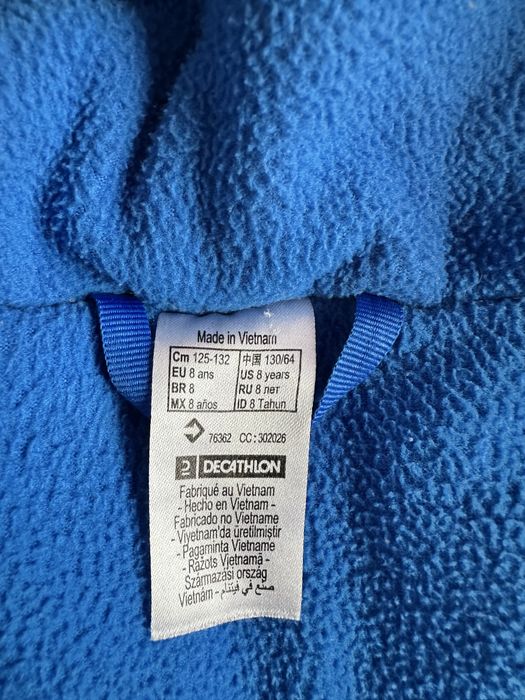 Made in Vietnam
Cm 125-132 中国 130/64
EU 8 ans US 8 years
BR 8 RU 8 лет
MX 8 años ID 8 Tahun
76362 CC: 302026
DECATHLON
Fabriqué au Vietnam
- Hecho en Vietnam -
Fabricado no Vietname
- Viyetnam'da üretilmiştir
- Pagaminta Vietname
- Ražots Vjetnamā -
Származási ország
Vietnám - صنع في فيتنام